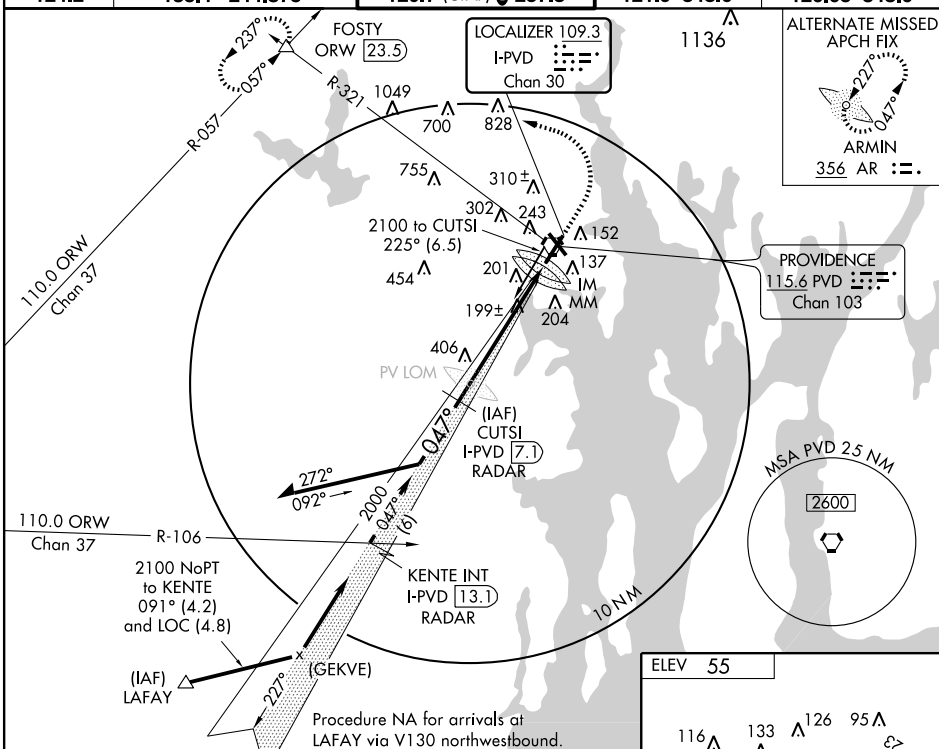 FOSTY
ORW 23.5
237°
057°
R-057
R-321
110.0 ORW
Chan 37
LOCALIZER 109.3
I-PVD
Chan 30
1136
ALTERNATE MISSED
APCH FIX
227°
047°
ARMIN
356 AR
1049
700
828
755
310±
302
243
152
2100 to CUTSI
225° (6.5)
454
201
137
IM
MM
199±
204
406
PROVIDENCE
115.6 PVD
Chan 103
PV LOM
(IAF)
CUTSI
I-PVD 7.1
RADAR
047°
272°
092°
2000
047°
(6)
MSA PVD 25 NM
2600
110.0 ORW
Chan 37
R-106
KENTE INT
I-PVD 13.1
RADAR
2100 NoPT
to KENTE
091° (4.2)
and LOC (4.8)
10 NM
(IAF)
LAFAY
(GEKVE)
227°
Procedure NA for arrivals at
LAFAY via V130 northwestbound.
ELEV 55
116
133
126
95